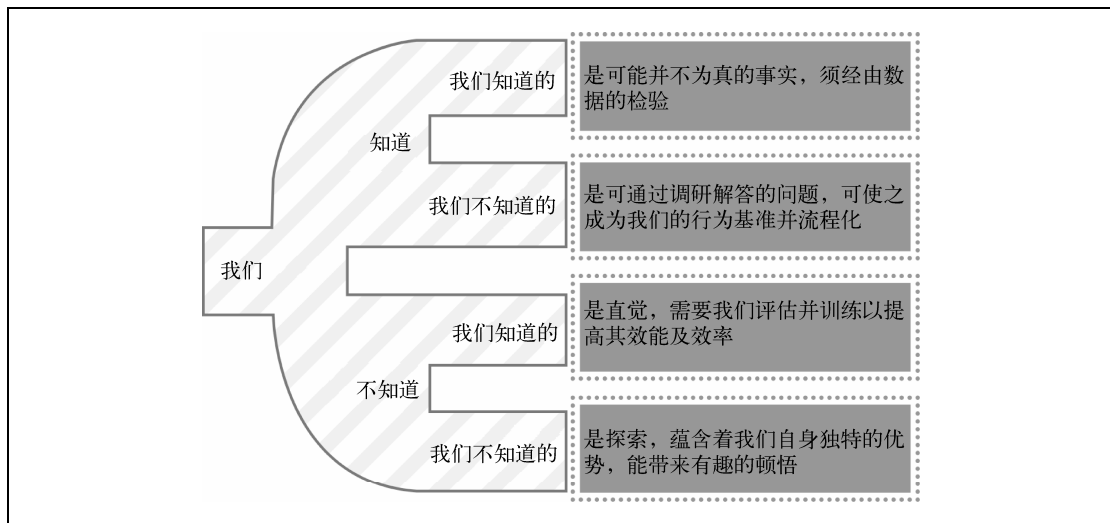 我们知道的
是可能并不为真的事实，须经由数
据的检验
知道
我们不知道的
是可通过调研解答的问题，可使之
成为我们的行为基准并流程化
我们
我们知道的
是直觉，需要我们评估并训练以提
高其效能及效率
不知道
我们不知道的
是探索，蕴含着我们自身独特的优
势，能带来有趣的顿悟